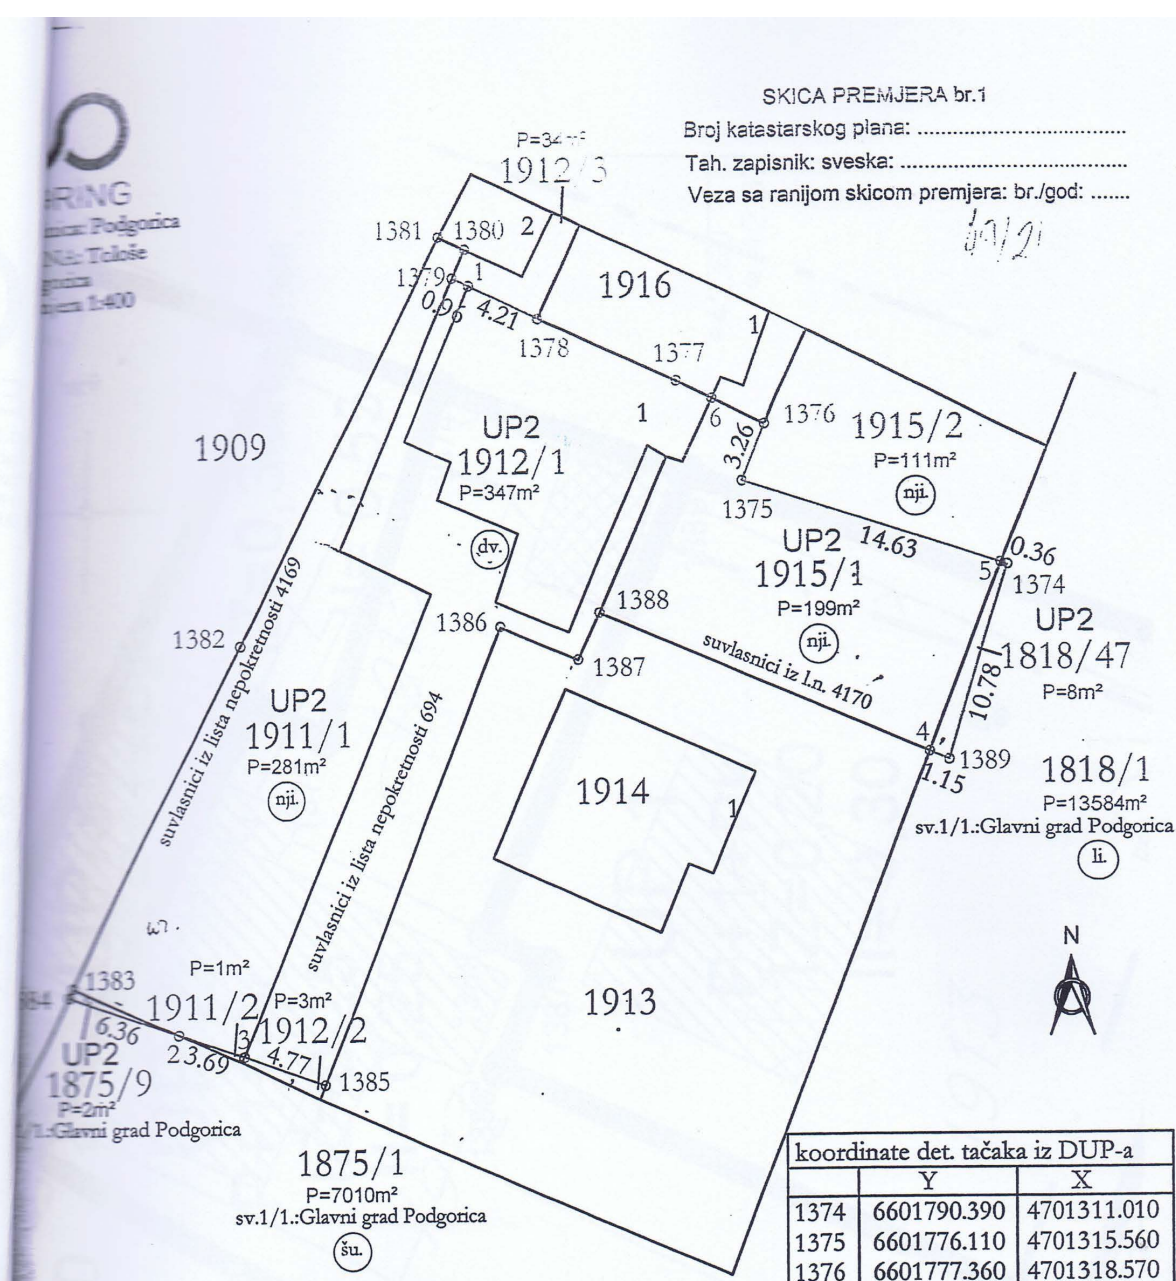 SKICA PREMJERA br.1
Broj katastarskog plana: ..................................
Tah. zapisnik: sveska: .....................................
Veza sa ranijom skicom premjera: br./god: .......
Podgorica
Tološe
1:400
P=34m²
1912/3
1381
1380
2
1379
1
0.9
4.21
1378
1916
1
1377
1
6
1376
3.26
1375
1915/2
P=111m²
nji.
1909
UP2
1912/1
P=347m²
dv.
14.63
5
0.36
1374
UP2
1915/1
P=199m²
nji.
UP2
1818/47
P=8m²
10.78
1388
1386
1387
suvlasnici iz l.n. 4170
1382
suvlasnici iz lista nepokretnosti 4169
suvlasnici iz lista nepokretnosti 694
UP2
1911/1
P=281m²
nji.
4
1389
1.15
1818/1
P=13584m²
sv.1/1.:Glavni grad Podgorica
li.
1914
1
N
1913
1383
P=1m²
1911/2
P=3m²
1912/2
6.36
23.69
3
4.77
1385
UP2
1875/9
P=2m²
/1.:Glavni grad Podgorica
1875/1
P=7010m²
sv.1/1.:Glavni grad Podgorica
šu.
koordinate det. tačaka iz DUP-a
Y X
1374 6601790.390 4701311.010
1375 6601776.110 4701315.560
1376 6601777.360 4701318.570